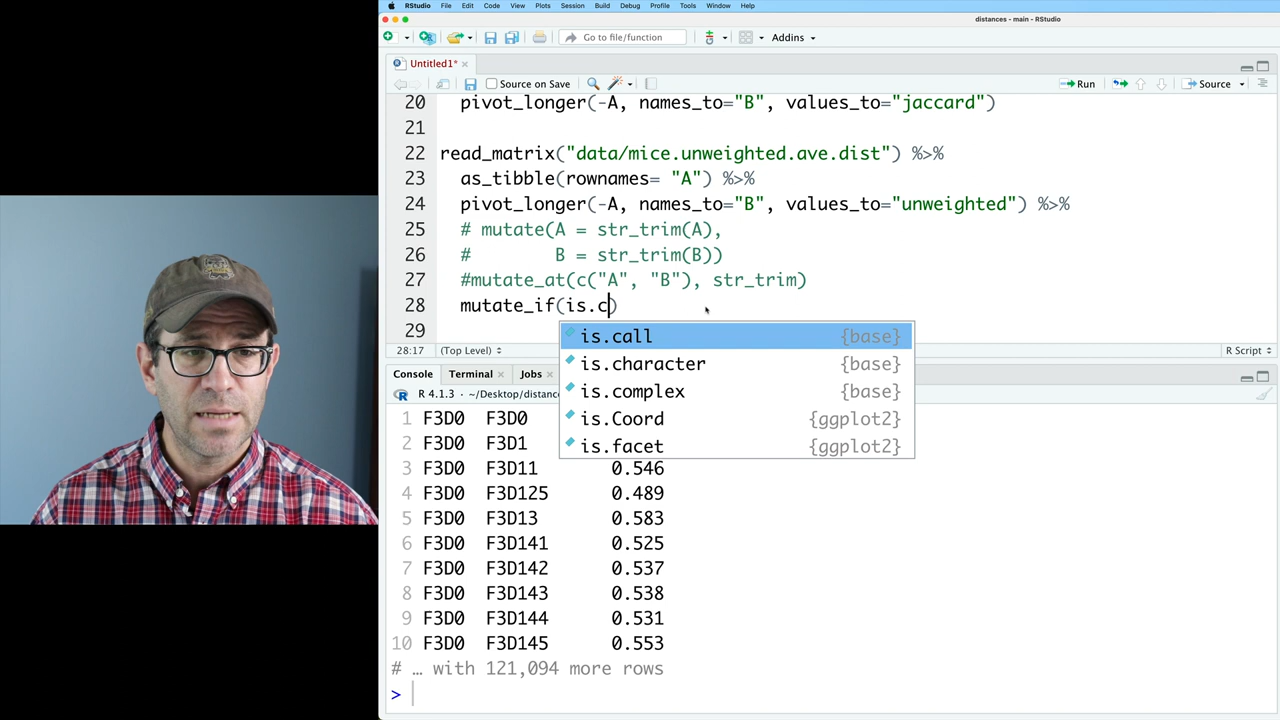 RStudio File Edit Code View Plots Session Build Debug Profile Tools Window Help
distances - main - RStudio
Go to file/function Addins
Untitled1*
Source on Save Run Source
20 pivot_longer(-A, names_to="B", values_to="jaccard")
21
22 read_matrix("data/mice.unweighted.ave.dist") %>%
23 as_tibble(rownames= "A") %>%
24 pivot_longer(-A, names_to="B", values_to="unweighted") %>%
25 # mutate(A = str_trim(A),
26 # B = str_trim(B))
27 #mutate_at(c("A", "B"), str_trim)
28 mutate_if(is.c)
29
is.call {base}
is.character {base}
is.complex {base}
is.Coord {ggplot2}
is.facet {ggplot2}
28:17 (Top Level) R Script
Console Terminal Jobs
R 4.1.3 · ~/Desktop/distanc
1 F3D0 F3D0
2 F3D0 F3D1
3 F3D0 F3D11 0.546
4 F3D0 F3D125 0.489
5 F3D0 F3D13 0.583
6 F3D0 F3D141 0.525
7 F3D0 F3D142 0.537
8 F3D0 F3D143 0.538
9 F3D0 F3D144 0.531
10 F3D0 F3D145 0.553
# … with 121,094 more rows
>